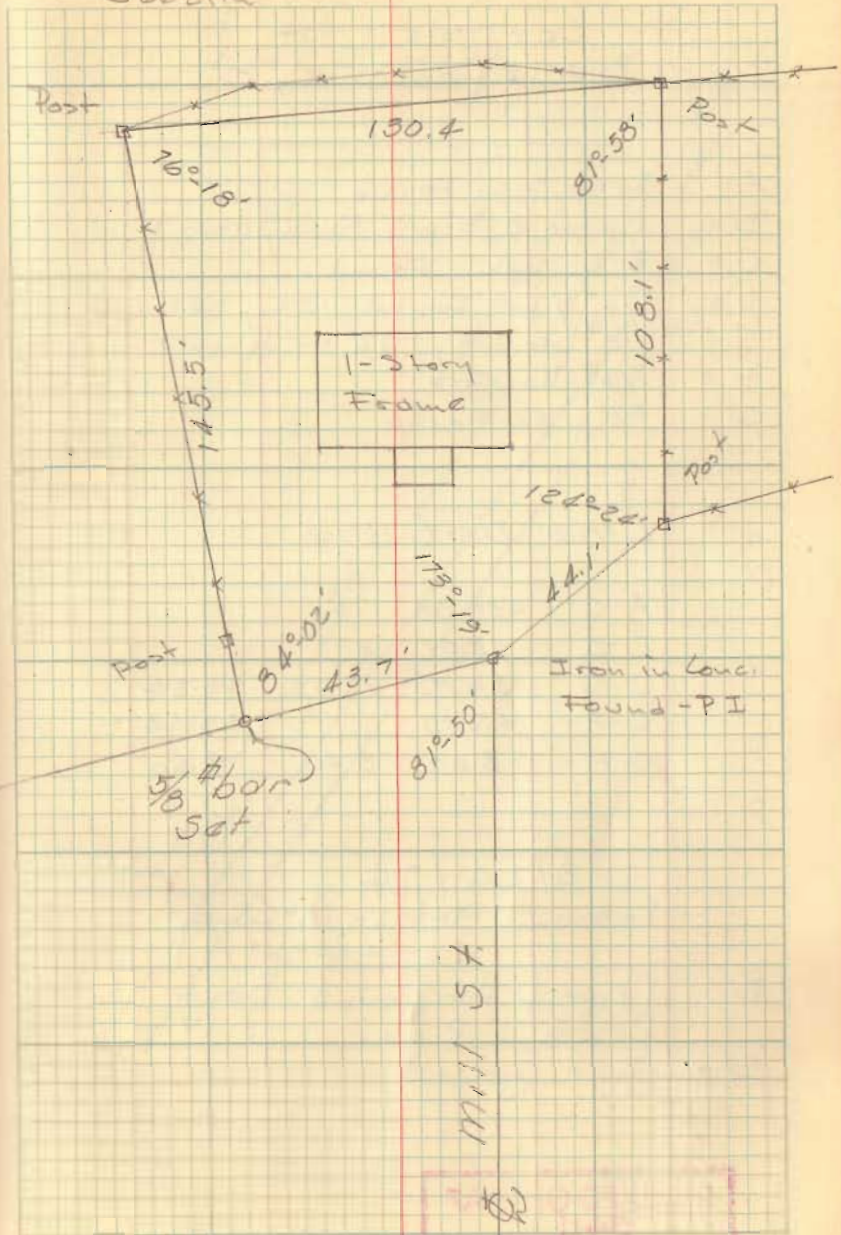 Post
130.4
Post
76°-18'
81°-58'
108.1'
145.5'
1-Story
Frame
Post
124°-24'
173°-19'
44.1'
Post
84°-02'
43.7'
Iron in Conc.
Found - P I
81°-50'
5/8 #bar
Set
Mill St.
℄